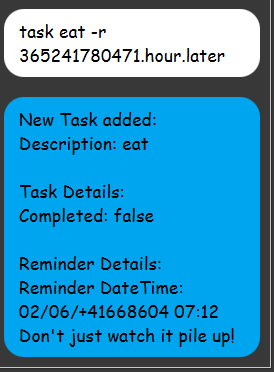 task eat -r
365241780471.hour.later
New Task added:
Description: eat
Task Details:
Completed: false
Reminder Details:
Reminder DateTime:
02/06/+41668604 07:12
Don't just watch it pile up!